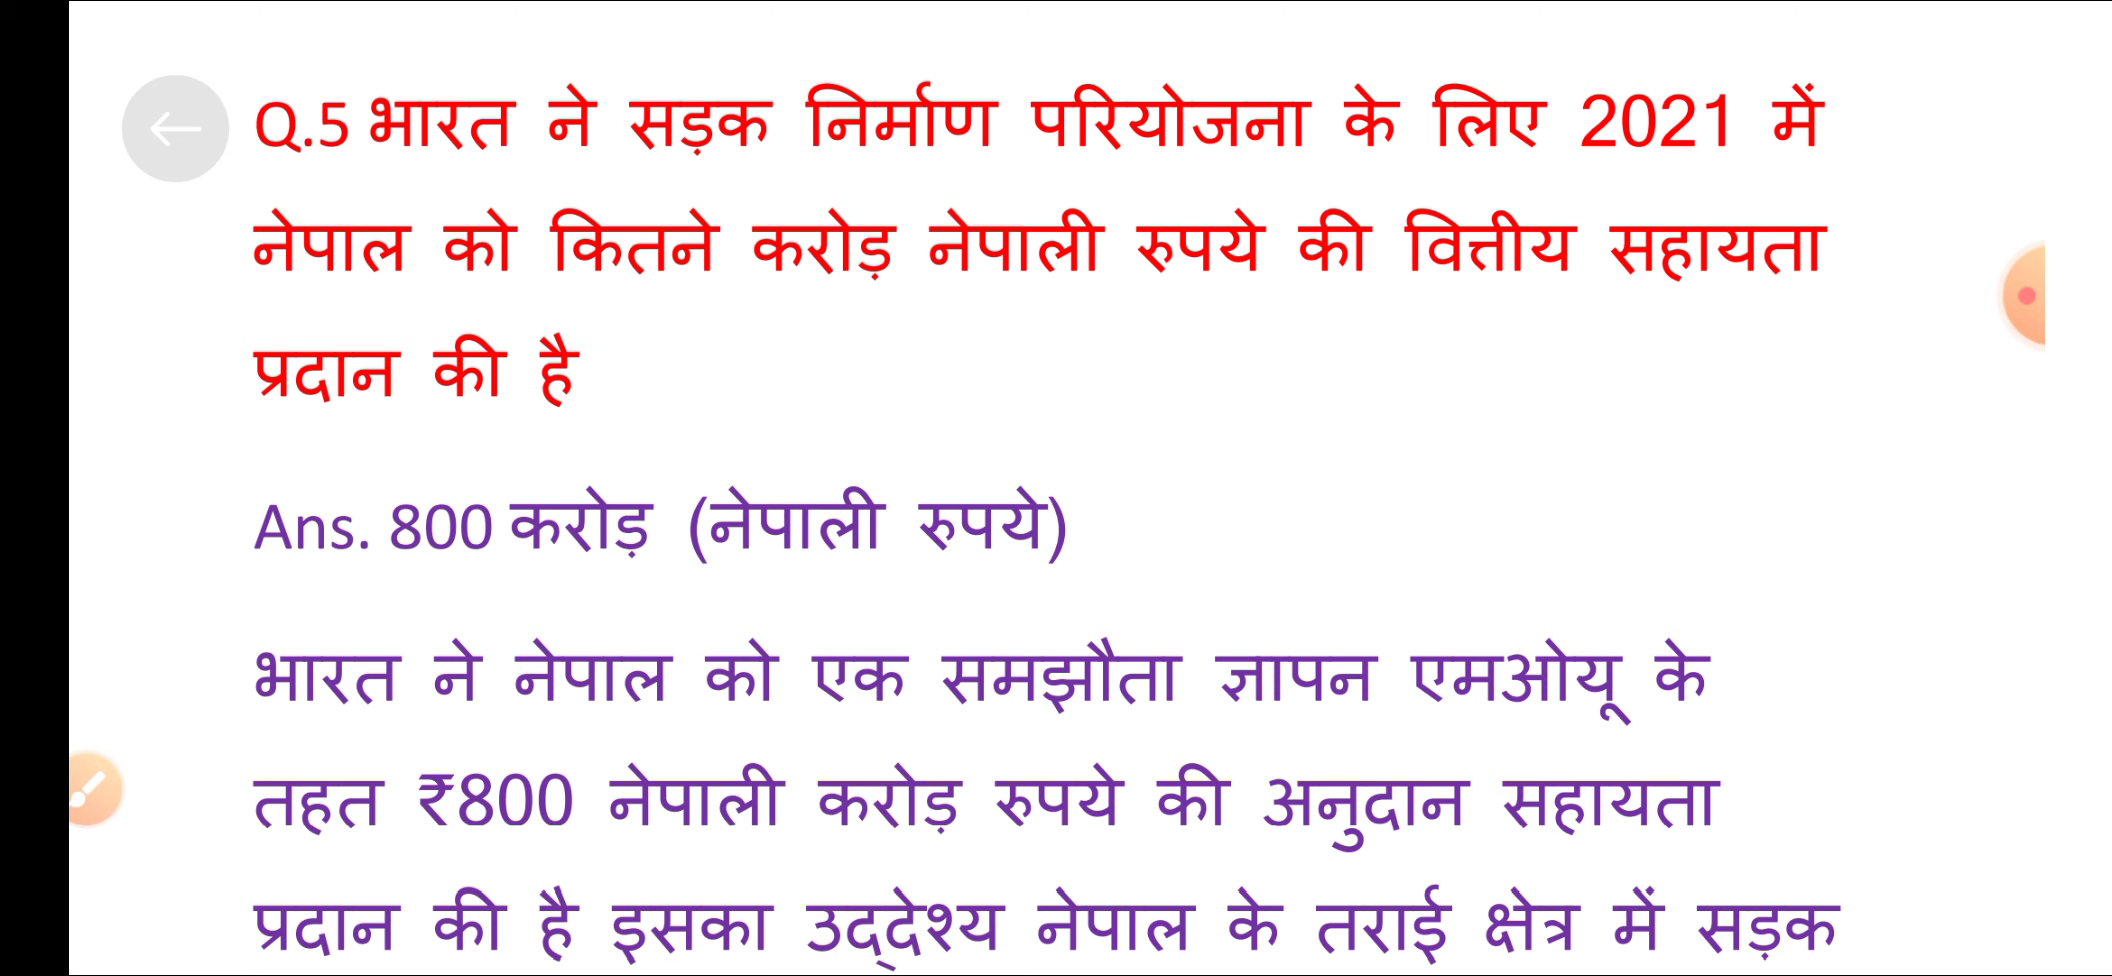 Q.5 भारत ने सड़क निर्माण परियोजना के लिए 2021 में
नेपाल को कितने करोड़ नेपाली रुपये की वित्तीय सहायता
प्रदान की है
Ans. 800 करोड़ (नेपाली रुपये)
भारत ने नेपाल को एक समझौता ज्ञापन एमओयू के
तहत ₹800 नेपाली करोड़ रुपये की अनुदान सहायता
प्रदान की है इसका उद्देश्य नेपाल के तराई क्षेत्र में सड़क